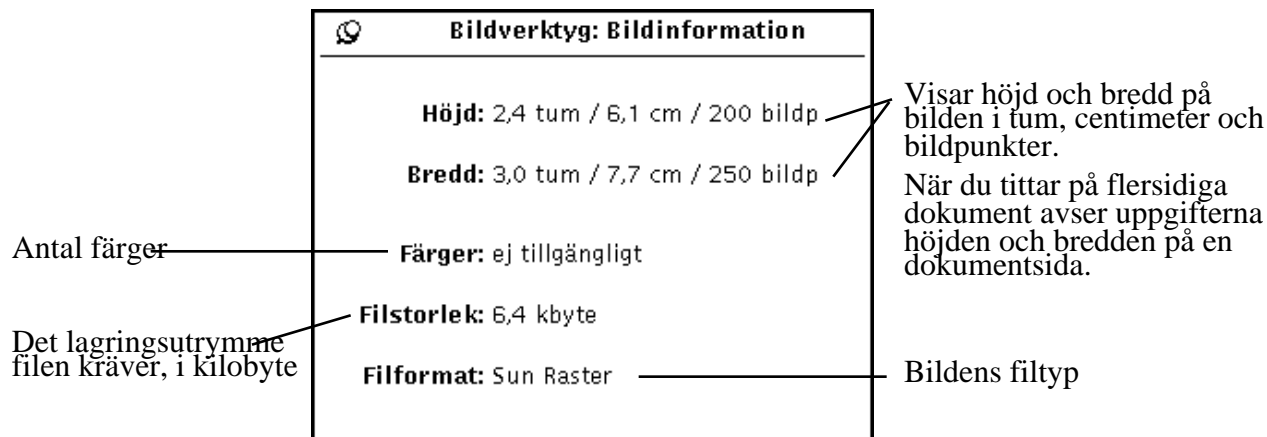 Bildverktyg: Bildinformation
Höjd: 2,4 tum / 6,1 cm / 200 bildp
Bredd: 3,0 tum / 7,7 cm / 250 bildp
Färger: ej tillgängligt
Filstorlek: 6,4 kbyte
Filformat: Sun Raster
Antal färger
Det lagringsutrymme
filen kräver, i kilobyte
Visar höjd och bredd på
bilden i tum, centimeter och
bildpunkter.
När du tittar på flersidiga
dokument avser uppgifterna
höjden och bredden på en
dokumentsida.
Bildens filtyp